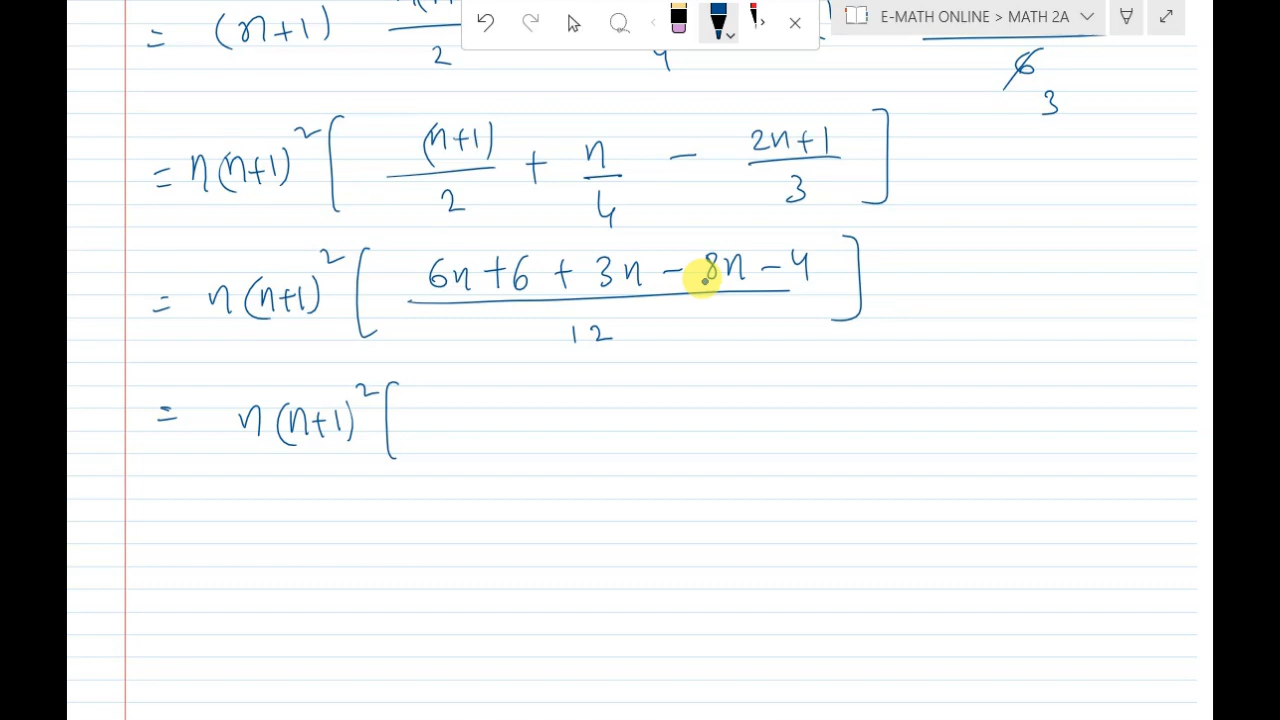 E-MATH ONLINE > MATH 2A
= (n+1) 2 4 6 3
= n(n+1)² [ (n+1)/2 + n/4 - 2n+1/3 ]
= n(n+1)² [ 6n+6+3n-8n-4/12 ]
= n(n+1)² [